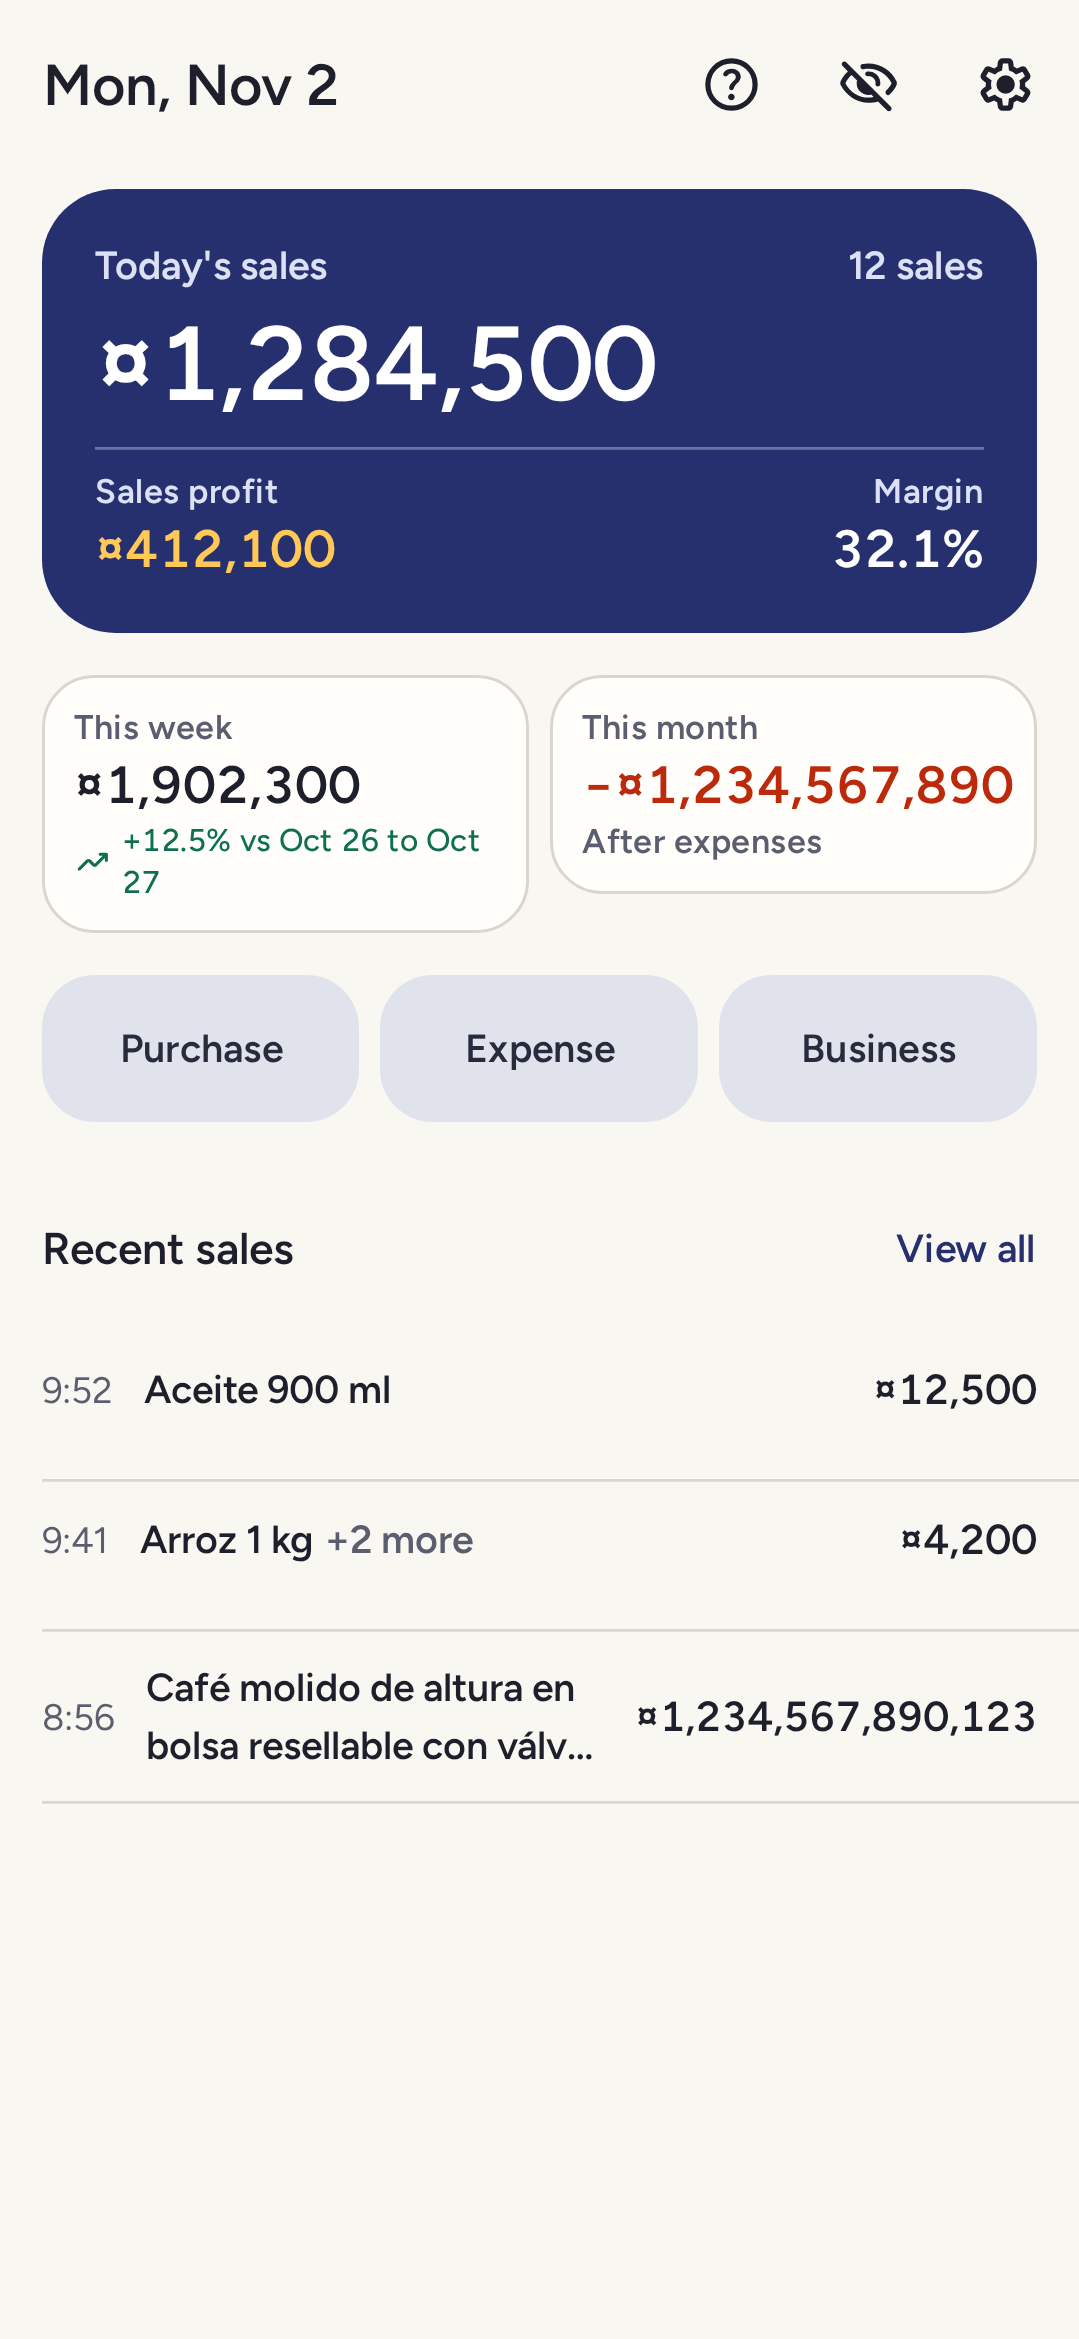 Mon, Nov 2
Today's sales
12 sales
¤1,284,500
Sales profit
Margin
¤412,100
32.1%
This week
¤1,902,300
+12.5% vs Oct 26 to Oct
27
This month
−¤1,234,567,890
After expenses
Purchase
Expense
Business
Recent sales
View all
9:52 Aceite 900 ml ¤12,500
9:41 Arroz 1 kg +2 more ¤4,200
8:56 Café molido de altura en
bolsa resellable con válv...
¤1,234,567,890,123